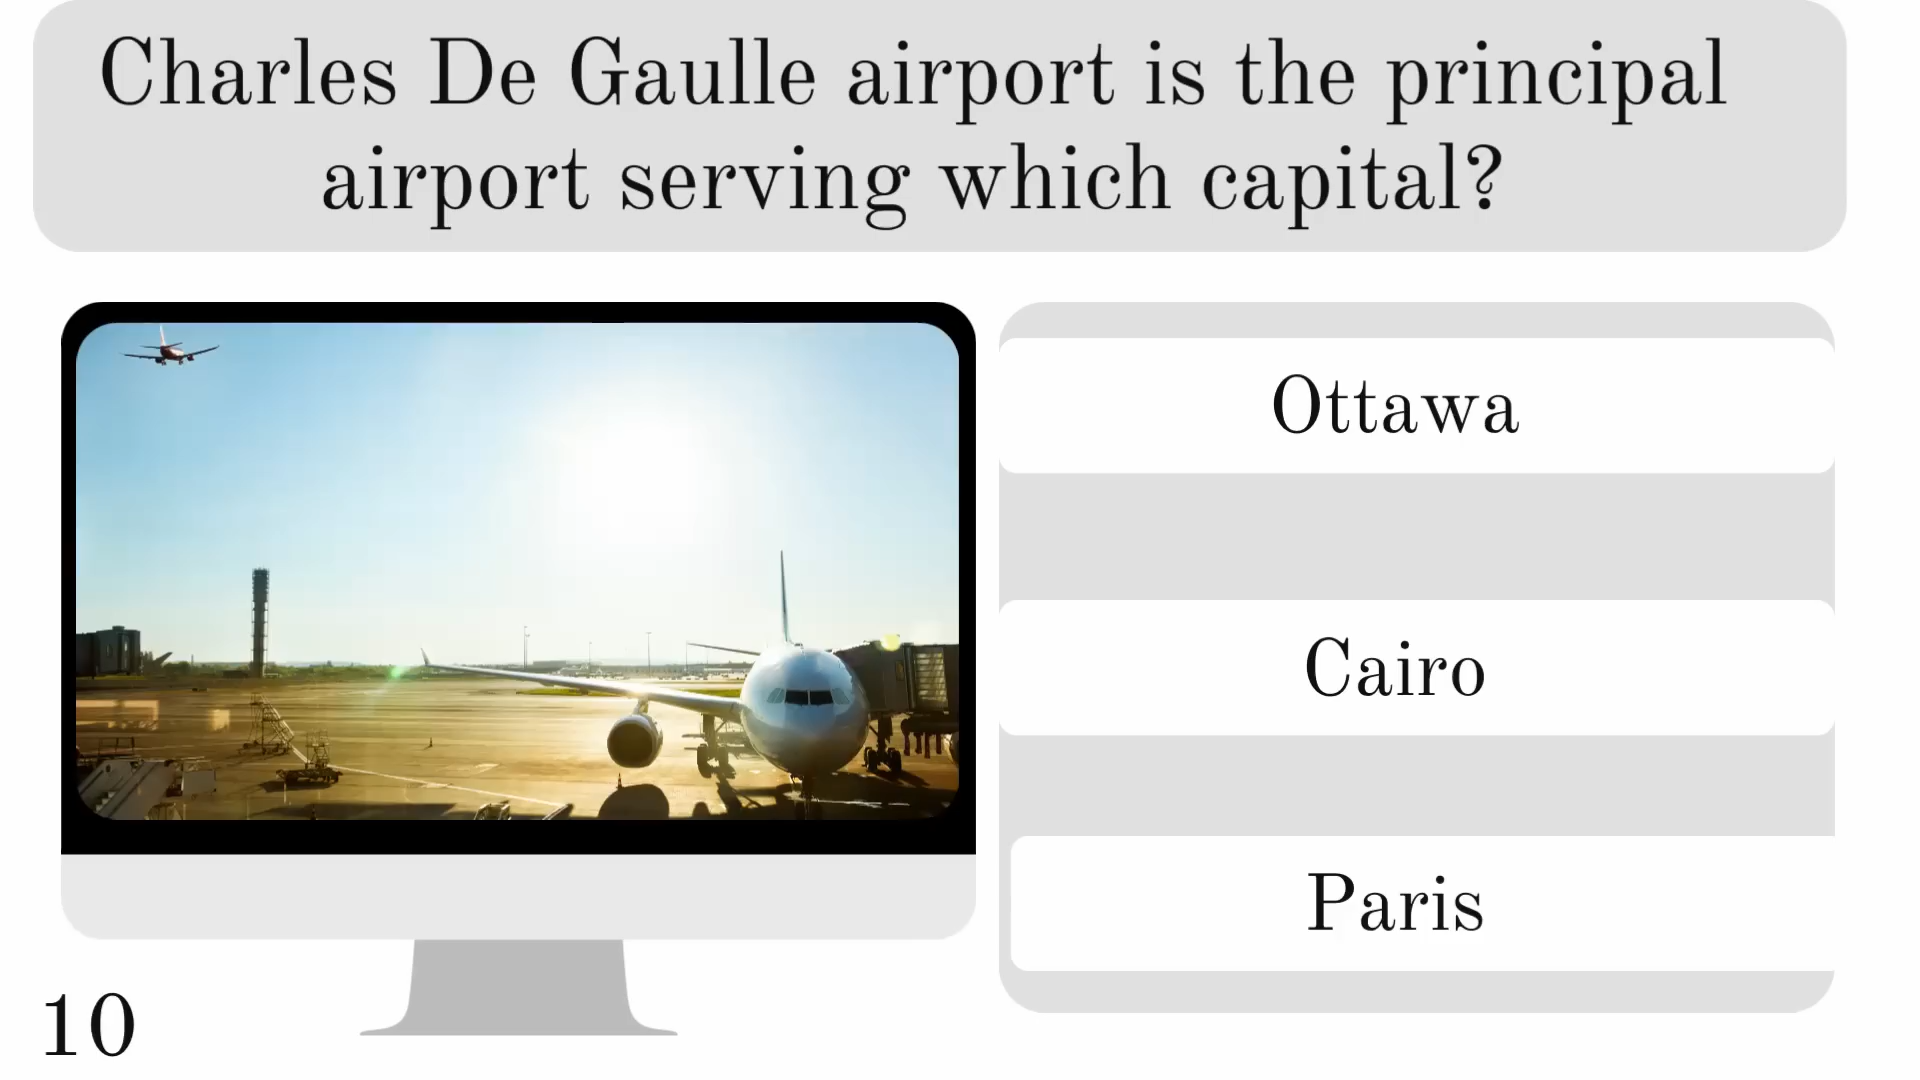 Charles De Gaulle airport is the principal
airport serving which capital?
Ottawa
Cairo
Paris
10